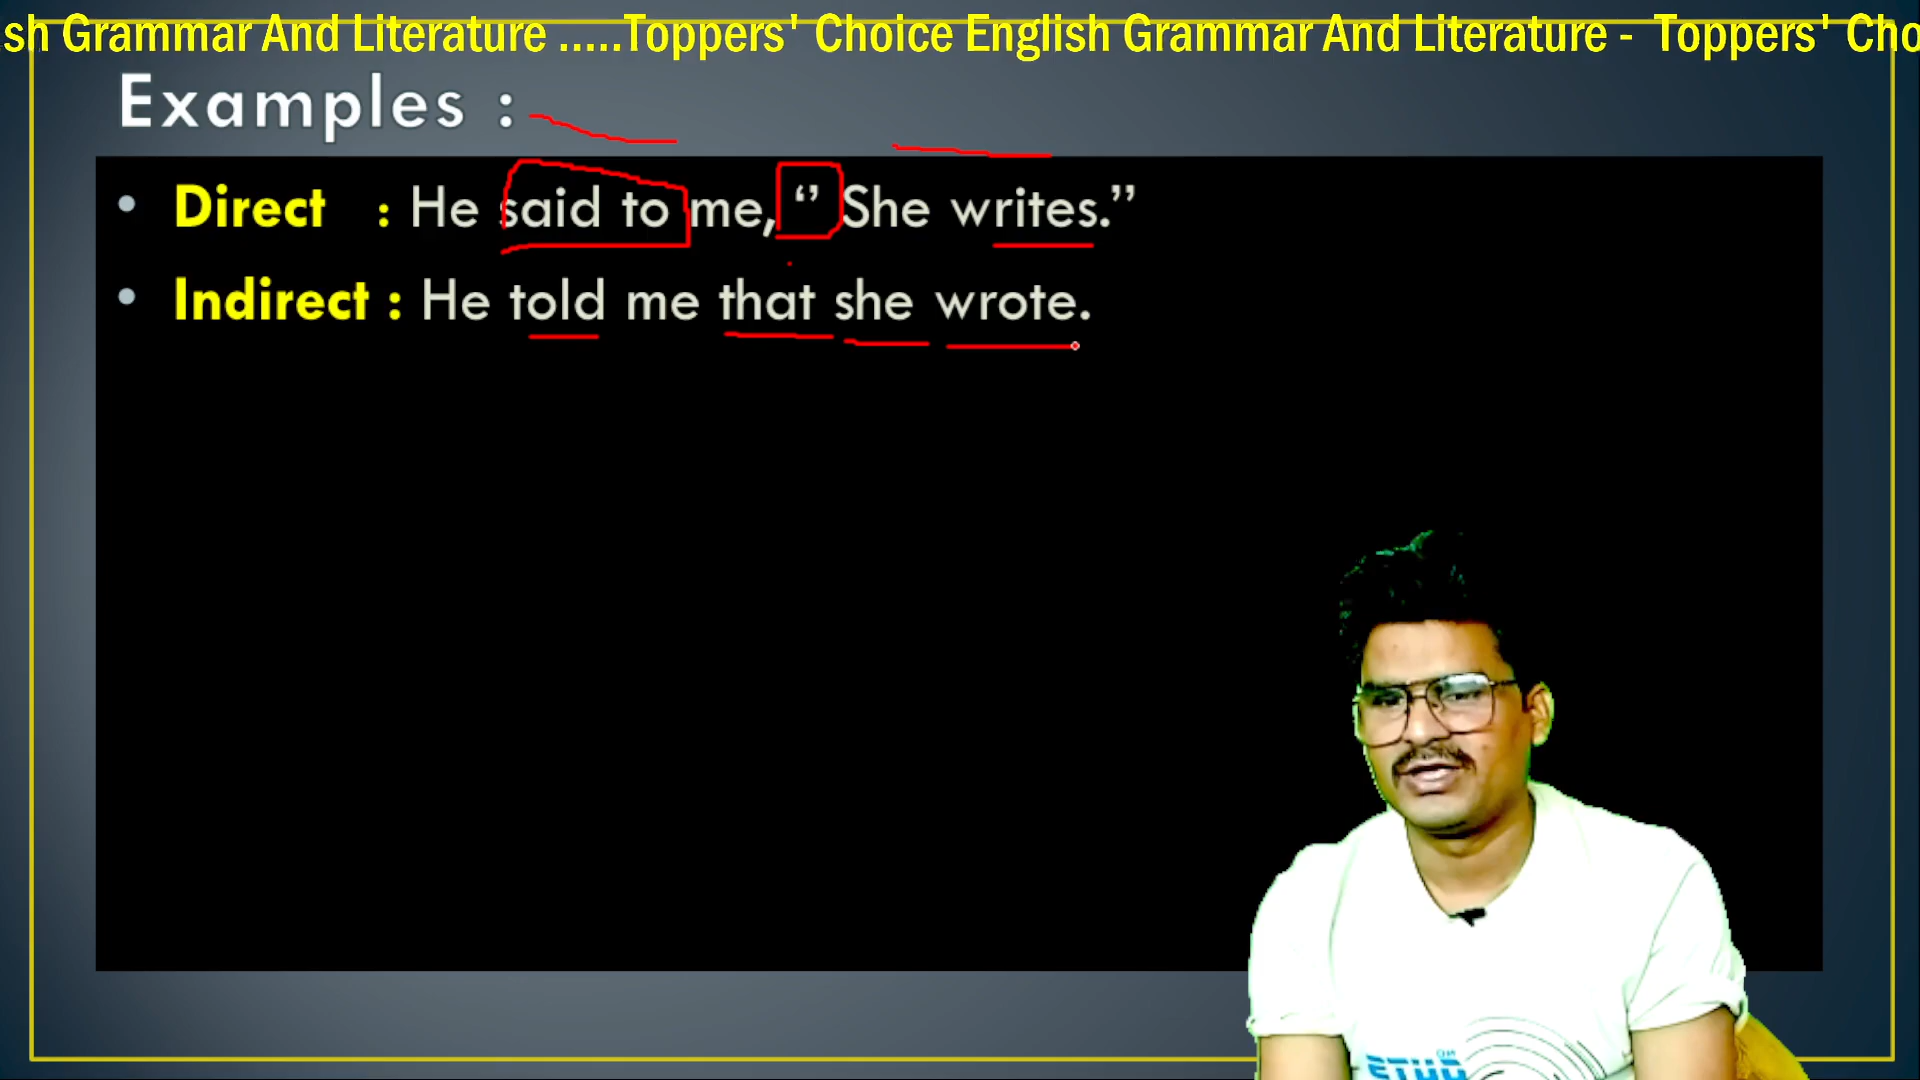 sh Grammar And Literature .....Toppers' Choice English Grammar And Literature - Toppers' Cho
Examples :
• Direct : He said to me, ‘’ She writes.”
• Indirect : He told me that she wrote.